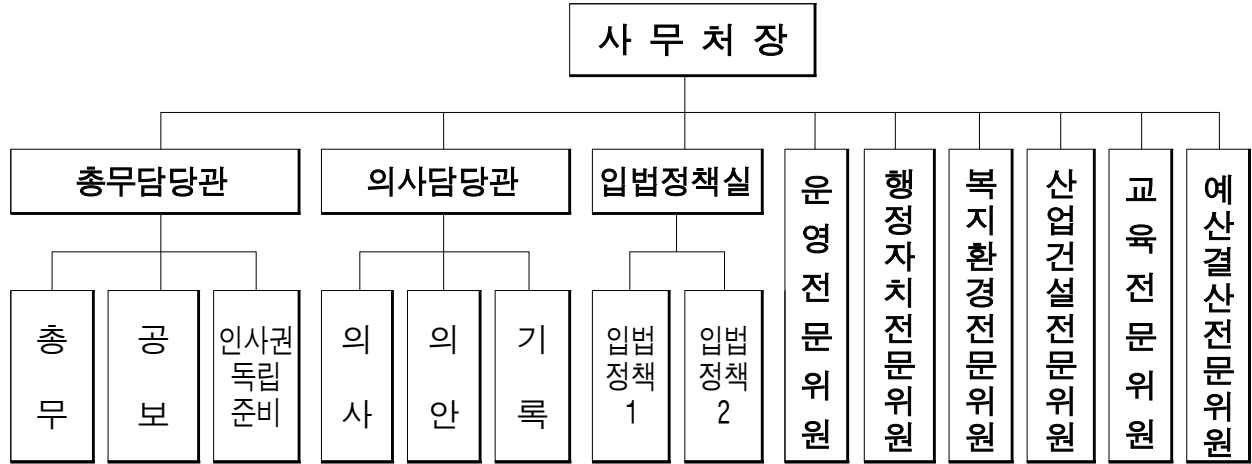 사 무 처 장
총무담당관
의사담당관
입법정책실
운영전문위원
행정자치전문위원
복지환경전문위원
산업건설전문위원
교육전문위원
예산결산전문위원
총무
공보
인사권
독립
준비
의사
의안
기록
입법
정책
1
입법
정책
2